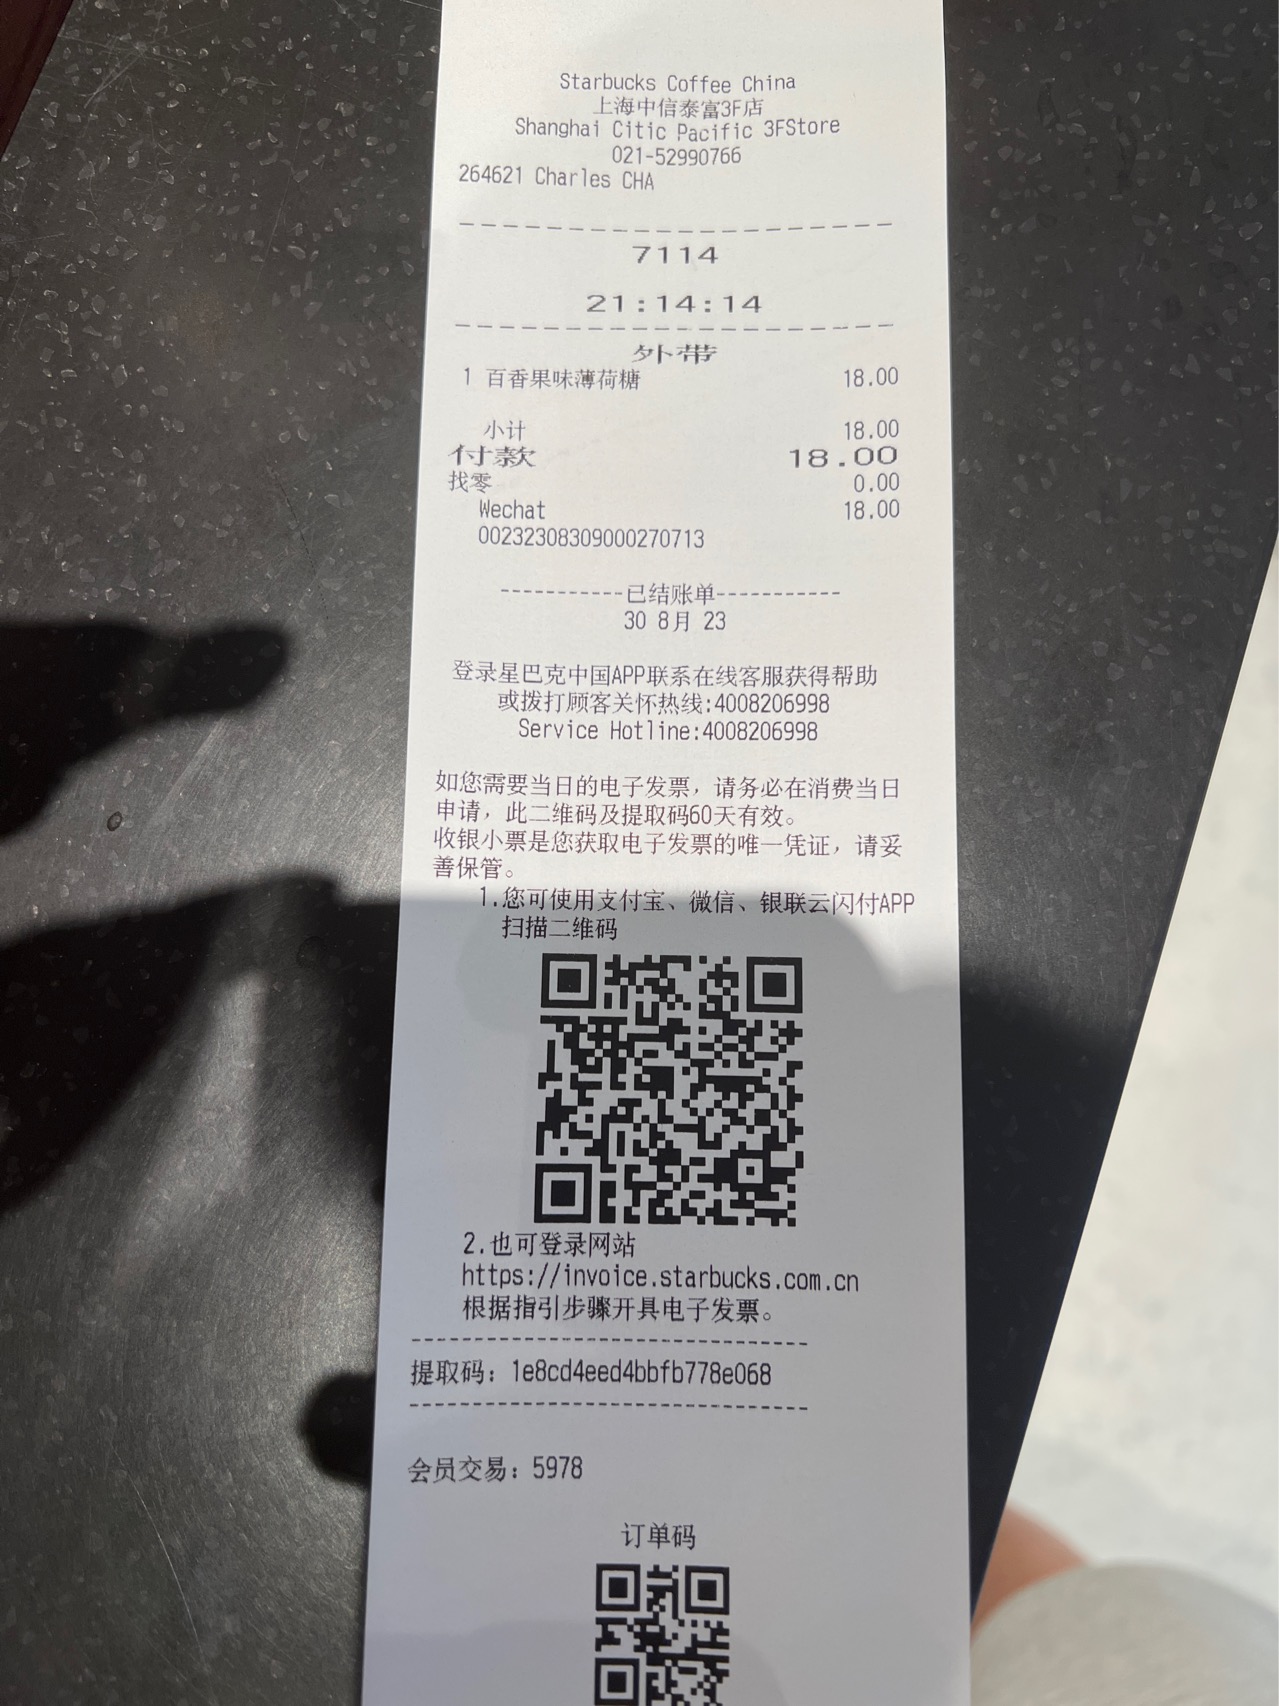 Starbucks Coffee China
上海中信泰富3F店
Shanghai Citic Pacific 3FStore
021-52990766
264621 Charles CHA
7114
21:14:14
外带
1 百香果味薄荷糖 18.00
小计 18.00
付款 18.00
找零 0.00
Wechat 18.00
00232308309000270713
-----------已结账单-----------
30 8月 23
登录星巴克中国APP联系在线客服获得帮助
或拨打顾客关怀热线:4008206998
Service Hotline:4008206998
如您需要当日的电子发票，请务必在消费当日
申请，此二维码及提取码60天有效。
收银小票是您获取电子发票的唯一凭证，请妥
善保管。
1.您可使用支付宝、微信、银联云闪付APP
扫描二维码
2.也可登录网站
https://invoice.starbucks.com.cn
根据指引步骤开具电子发票。
提取码：1e8cd4eed4bbfb778e068
会员交易：5978
订单码